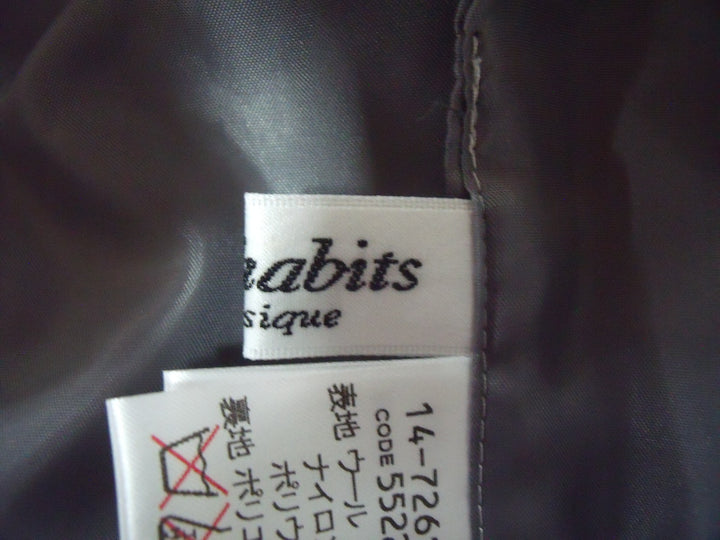 habits
sique
14-726
CODE 552
表地 ウール
ナイロ
ポリウ
裏地 ポリエ